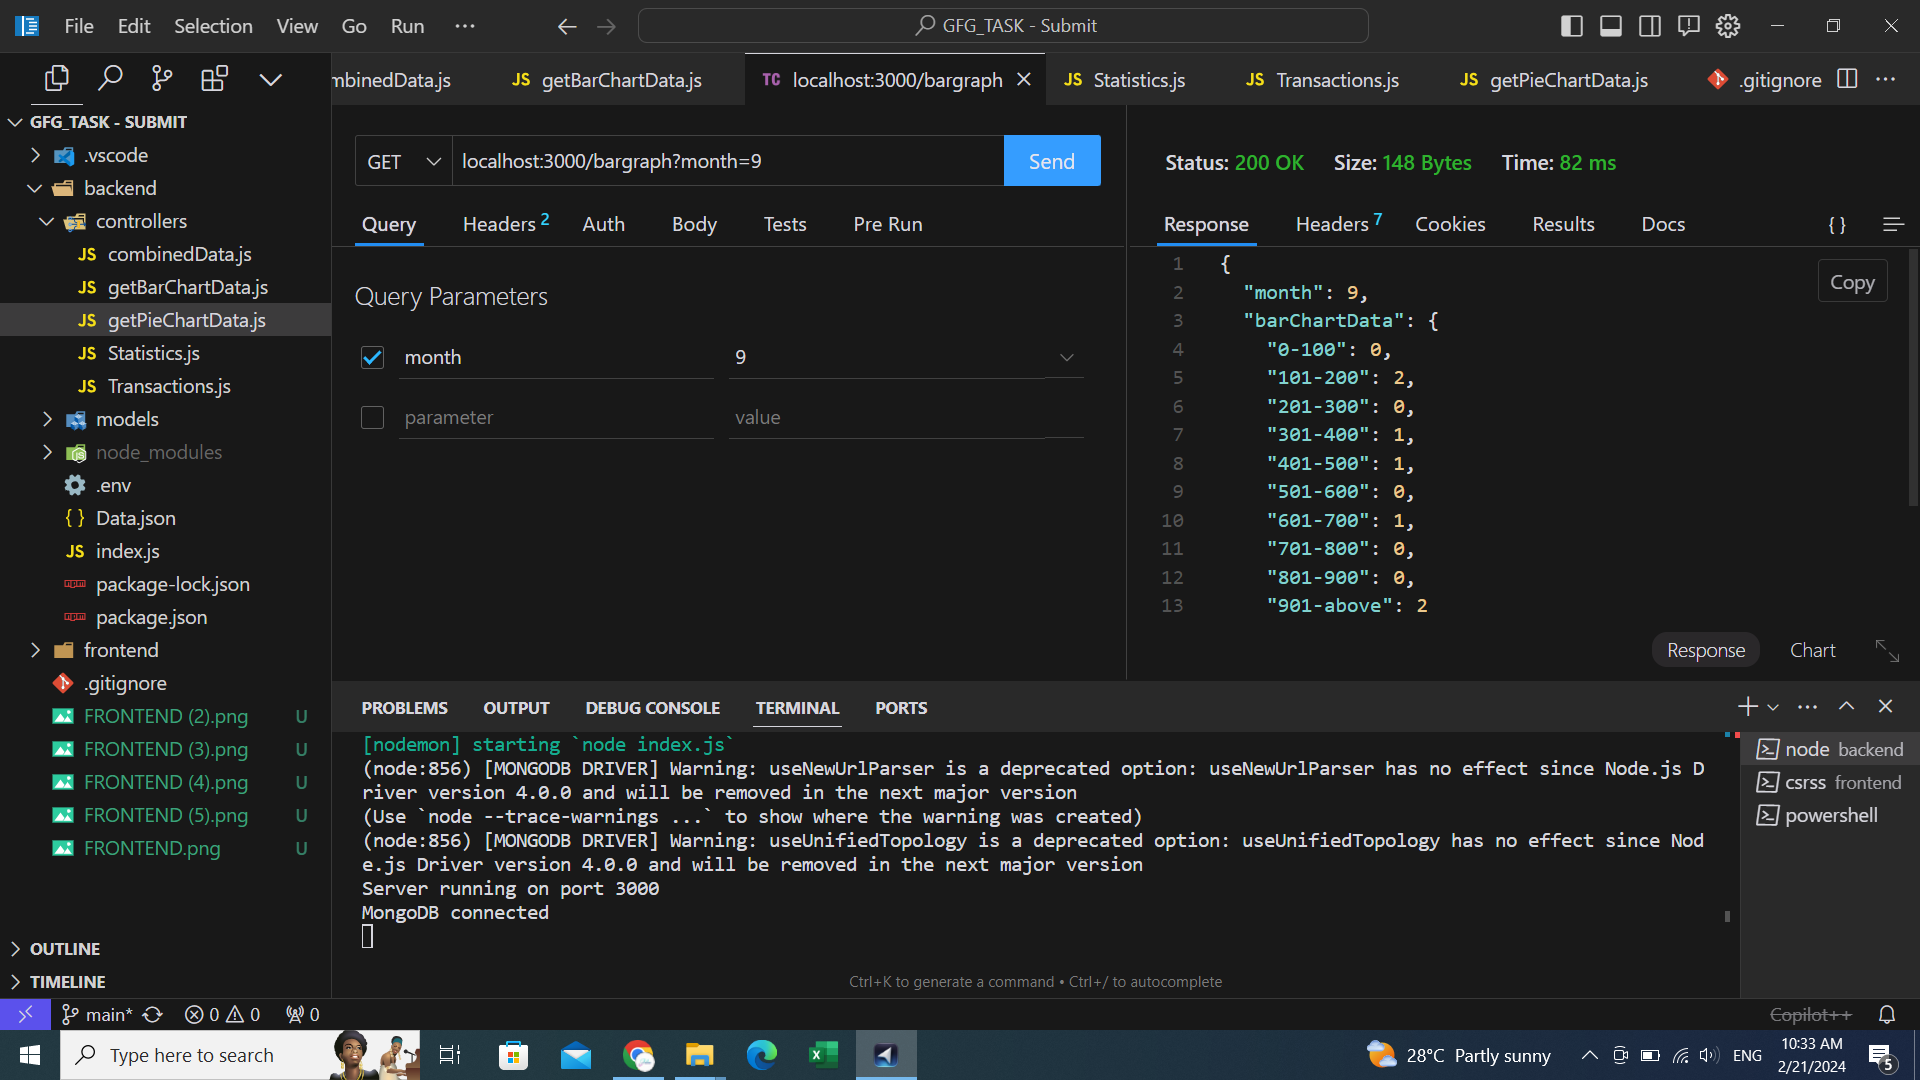 File Edit Selection View Go Run ···
GFG_TASK - Submit
mbinedData.js
JS getBarChartData.js
TC localhost:3000/bargraph
JS Statistics.js
JS Transactions.js
JS getPieChartData.js
.gitignore
GFG_TASK - SUBMIT
.vscode
backend
controllers
JS combinedData.js
JS getBarChartData.js
JS getPieChartData.js
JS Statistics.js
JS Transactions.js
models
node_modules
.env
{ } Data.json
JS index.js
package-lock.json
package.json
frontend
.gitignore
FRONTEND (2).png U
FRONTEND (3).png U
FRONTEND (4).png U
FRONTEND (5).png U
FRONTEND.png U
OUTLINE
TIMELINE
GET localhost:3000/bargraph?month=9 Send
Query Headers 2 Auth Body Tests Pre Run
Query Parameters
month 9
parameter value
Status: 200 OK Size: 148 Bytes Time: 82 ms
Response Headers 7 Cookies Results Docs { }
Copy
1 {
2 "month": 9,
3 "barChartData": {
4 "0-100": 0,
5 "101-200": 2,
6 "201-300": 0,
7 "301-400": 1,
8 "401-500": 1,
9 "501-600": 0,
10 "601-700": 1,
11 "701-800": 0,
12 "801-900": 0,
13 "901-above": 2
Response Chart
PROBLEMS OUTPUT DEBUG CONSOLE TERMINAL PORTS
[nodemon] starting `node index.js`
(node:856) [MONGODB DRIVER] Warning: useNewUrlParser is a deprecated option: useNewUrlParser has no effect since Node.js D
river version 4.0.0 and will be removed in the next major version
(Use `node --trace-warnings ...` to show where the warning was created)
(node:856) [MONGODB DRIVER] Warning: useUnifiedTopology is a deprecated option: useUnifiedTopology has no effect since Nod
e.js Driver version 4.0.0 and will be removed in the next major version
Server running on port 3000
MongoDB connected
Ctrl+K to generate a command • Ctrl+/ to autocomplete
node backend
csrss frontend
powershell
main* 0 0 0
Copilot++
Type here to search
28°C Partly sunny
ENG
10:33 AM
2/21/2024
5